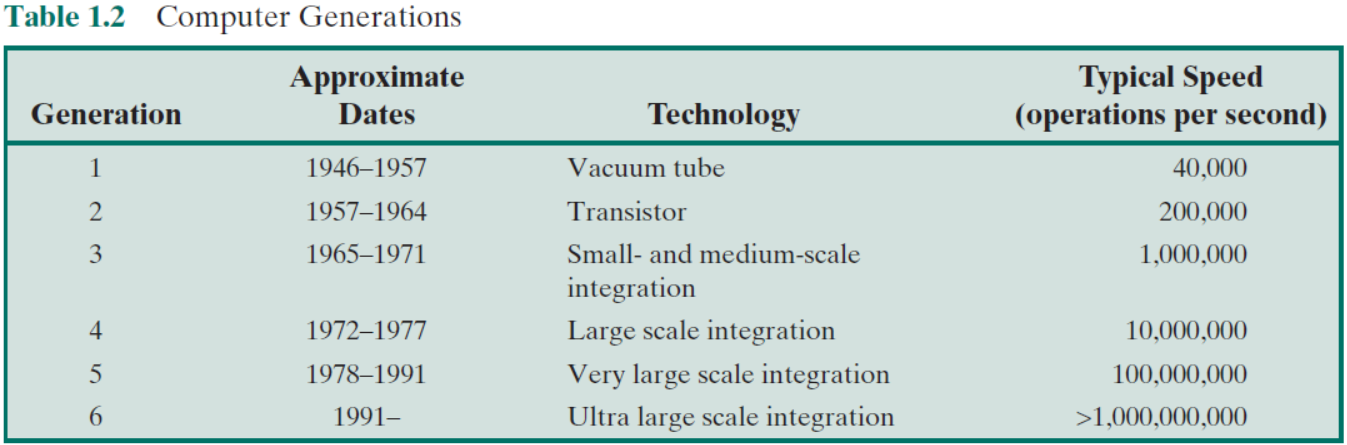 Table 1.2 Computer Generations
Approximate Typical Speed
Generation Dates Technology (operations per second)
1 1946–1957 Vacuum tube 40,000
2 1957–1964 Transistor 200,000
3 1965–1971 Small- and medium-scale 1,000,000
integration
4 1972–1977 Large scale integration 10,000,000
5 1978–1991 Very large scale integration 100,000,000
6 1991– Ultra large scale integration >1,000,000,000